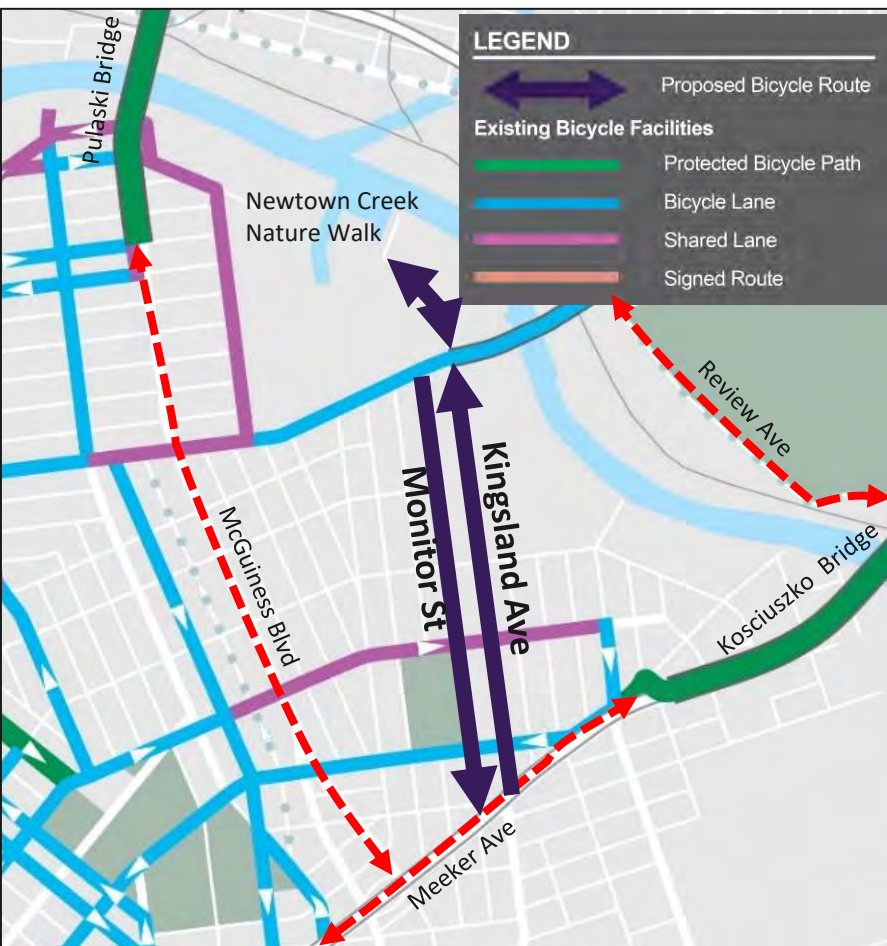 LEGEND
Proposed Bicycle Route
Existing Bicycle Facilities
Protected Bicycle Path
Bicycle Lane
Shared Lane
Signed Route
Pulaski Bridge
Newtown Creek
Nature Walk
Review Ave
Monitor St
Kingsland Ave
McGuiness Blvd
Kosciuszko Bridge
Meeker Ave